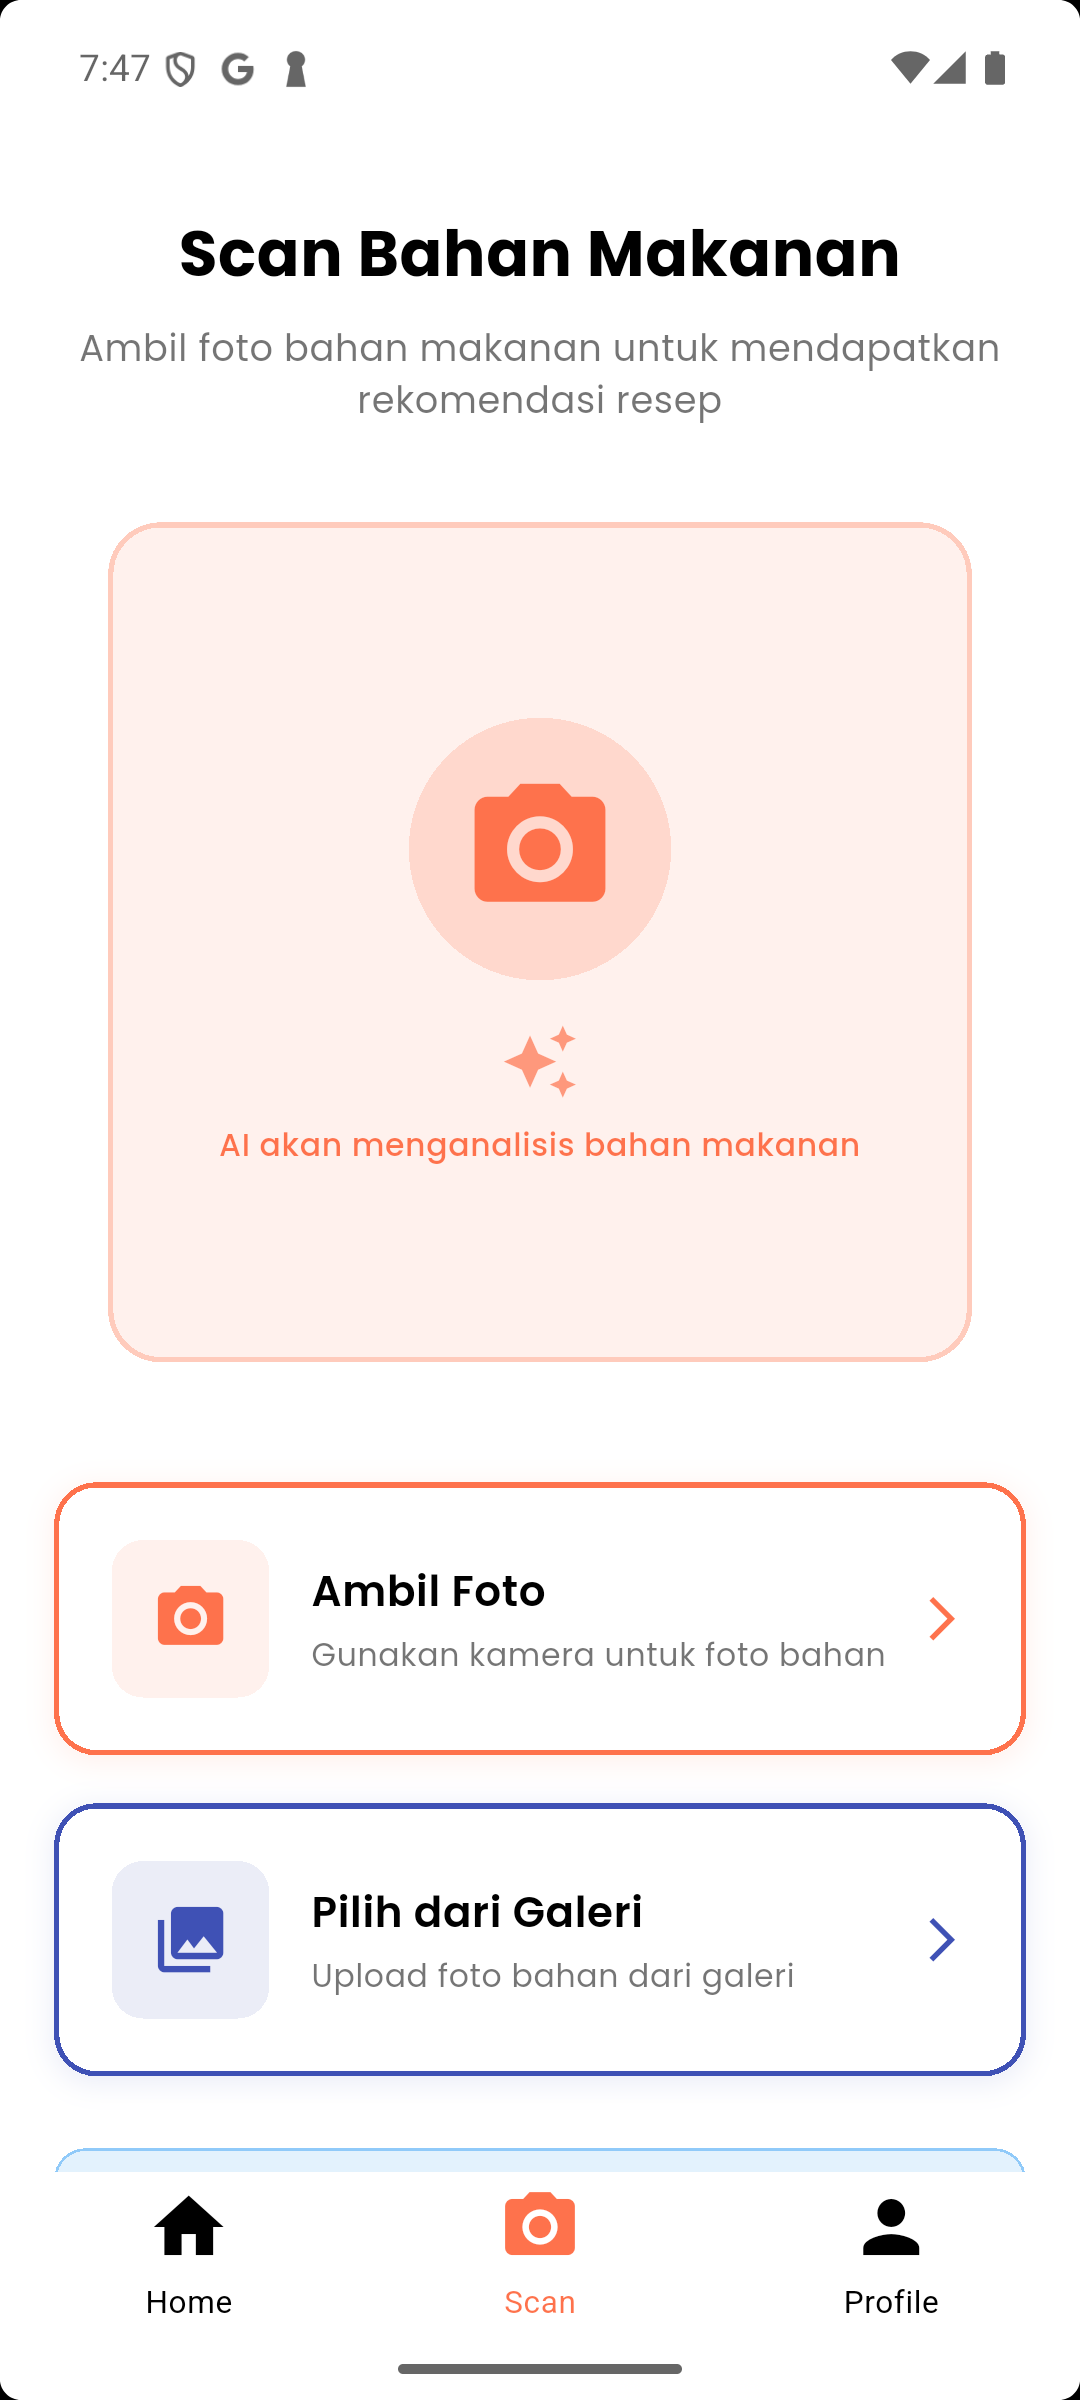 7:47
Scan Bahan Makanan
Ambil foto bahan makanan untuk mendapatkan
rekomendasi resep
AI akan menganalisis bahan makanan
Ambil Foto
Gunakan kamera untuk foto bahan
Pilih dari Galeri
Upload foto bahan dari galeri
Home
Scan
Profile